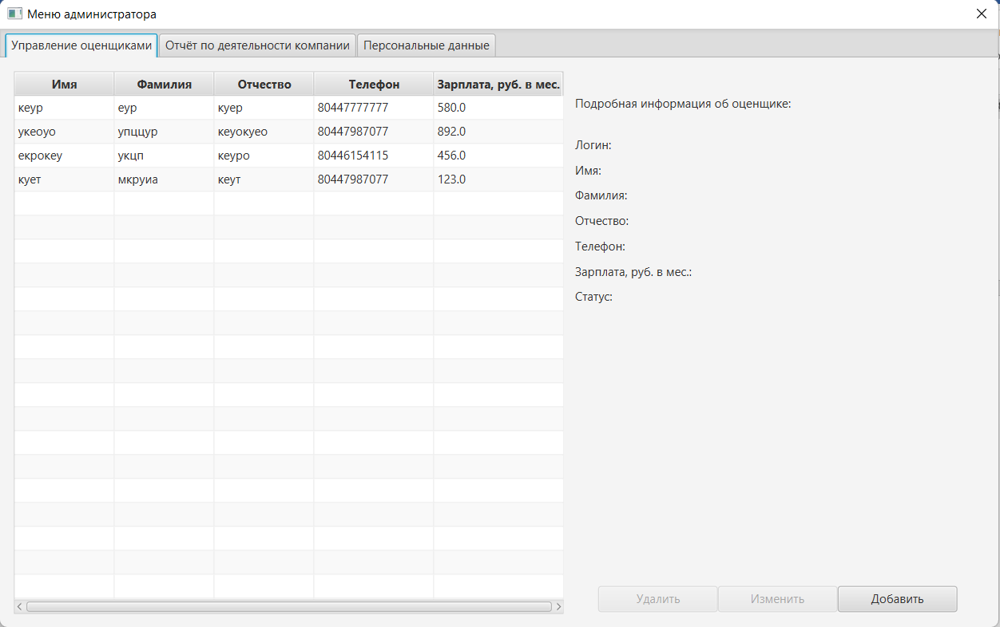 Меню администратора
Управление оценщиками Отчёт по деятельности компании Персональные данные
Имя Фамилия Отчество Телефон Зарплата, руб. в мес.
кеур еур куер 80447777777 580.0
укеоуо упццур кеуокуео 80447987077 892.0
екрокеу укцп кеуро 80446154115 456.0
кует мкруиа кеут 80447987077 123.0
Подробная информация об оценщике:
Логин:
Имя:
Фамилия:
Отчество:
Телефон:
Зарплата, руб. в мес.:
Статус:
Удалить Изменить Добавить